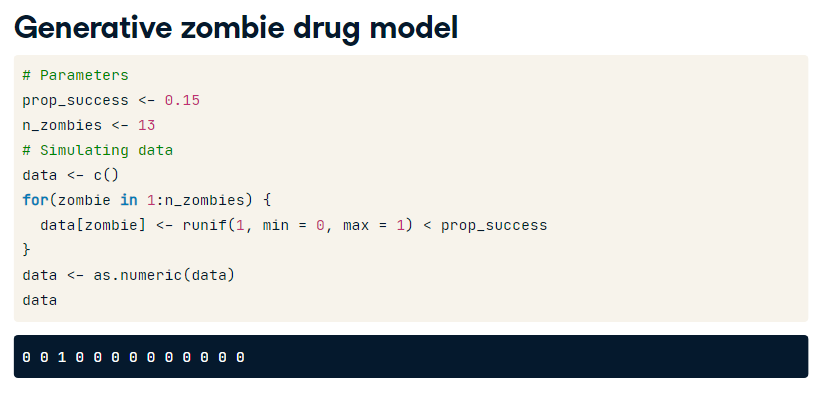 Generative zombie drug model
# Parameters
prop_success <- 0.15
n_zombies <- 13
# Simulating data
data <- c()
for(zombie in 1:n_zombies) {
  data[zombie] <- runif(1, min = 0, max = 1) < prop_success
}
data <- as.numeric(data)
data
0 0 1 0 0 0 0 0 0 0 0 0 0